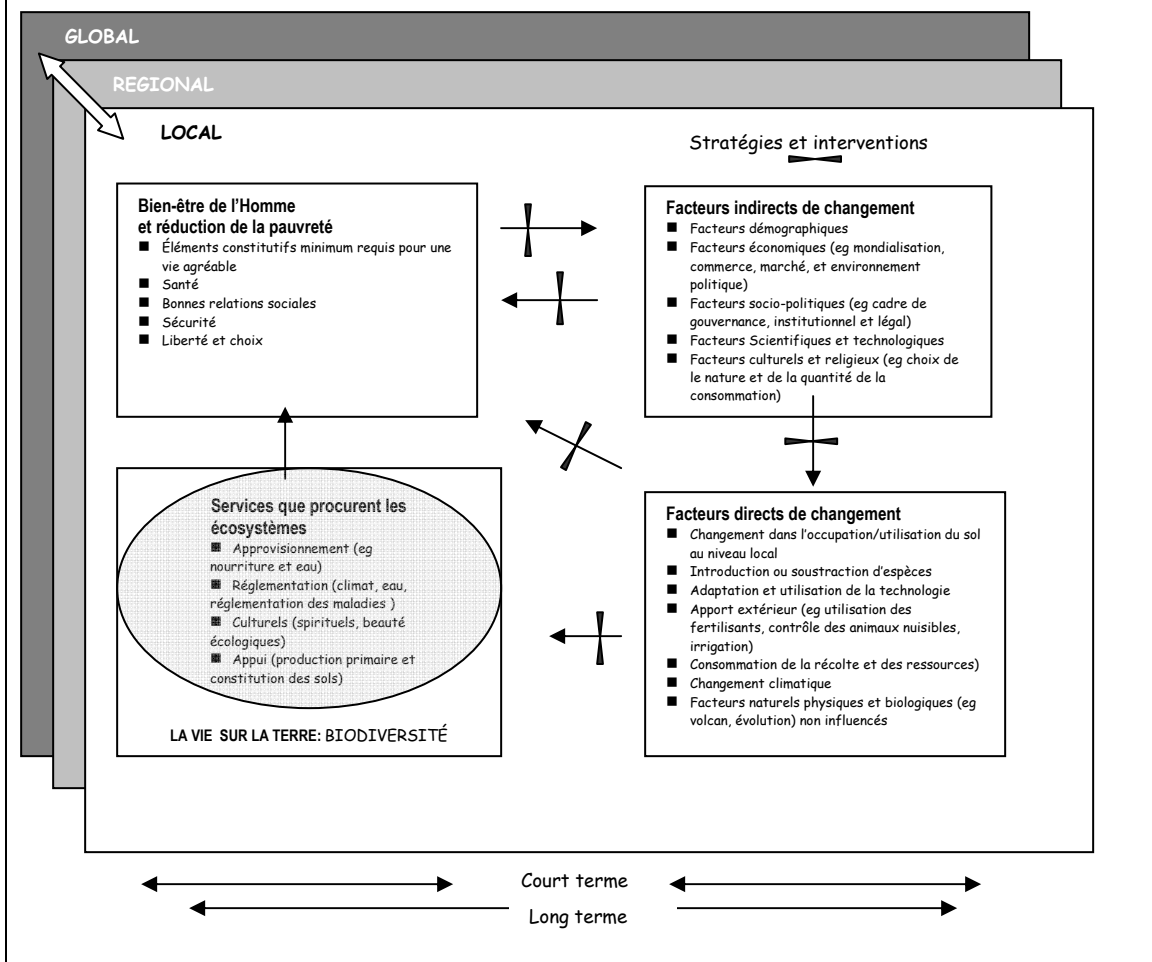 GLOBAL
REGIONAL
LOCAL
Stratégies et interventions
Bien-être de l'Homme
et réduction de la pauvreté
■ Éléments constitutifs minimum requis pour une
vie agréable
■ Santé
■ Bonnes relations sociales
■ Sécurité
■ Liberté et choix
Facteurs indirects de changement
■ Facteurs démographiques
■ Facteurs économiques (eg mondialisation,
commerce, marché, et environnement
politique)
■ Facteurs socio-politiques (eg cadre de
gouvernance, institutionnel et légal)
■ Facteurs Scientifiques et technologiques
■ Facteurs culturels et religieux (eg choix de
le nature et de la quantité de la
consommation)
Services que procurent les
écosystèmes
■ Approvisionnement (eg
nourriture et eau)
■ Réglementation (climat, eau,
réglementation des maladies )
■ Culturels (spirituels, beauté
écologiques)
■ Appui (production primaire et
constitution des sols)
LA VIE SUR LA TERRE: BIODIVERSITÉ
Facteurs directs de changement
■ Changement dans l'occupation/utilisation du sol
au niveau local
■ Introduction ou soustraction d'espèces
■ Adaptation et utilisation de la technologie
■ Apport extérieur (eg utilisation des
fertilisants, contrôle des animaux nuisibles,
irrigation)
■ Consommation de la récolte et des ressources)
■ Changement climatique
■ Facteurs naturels physiques et biologiques (eg
volcan, évolution) non influencés
Court terme
Long terme